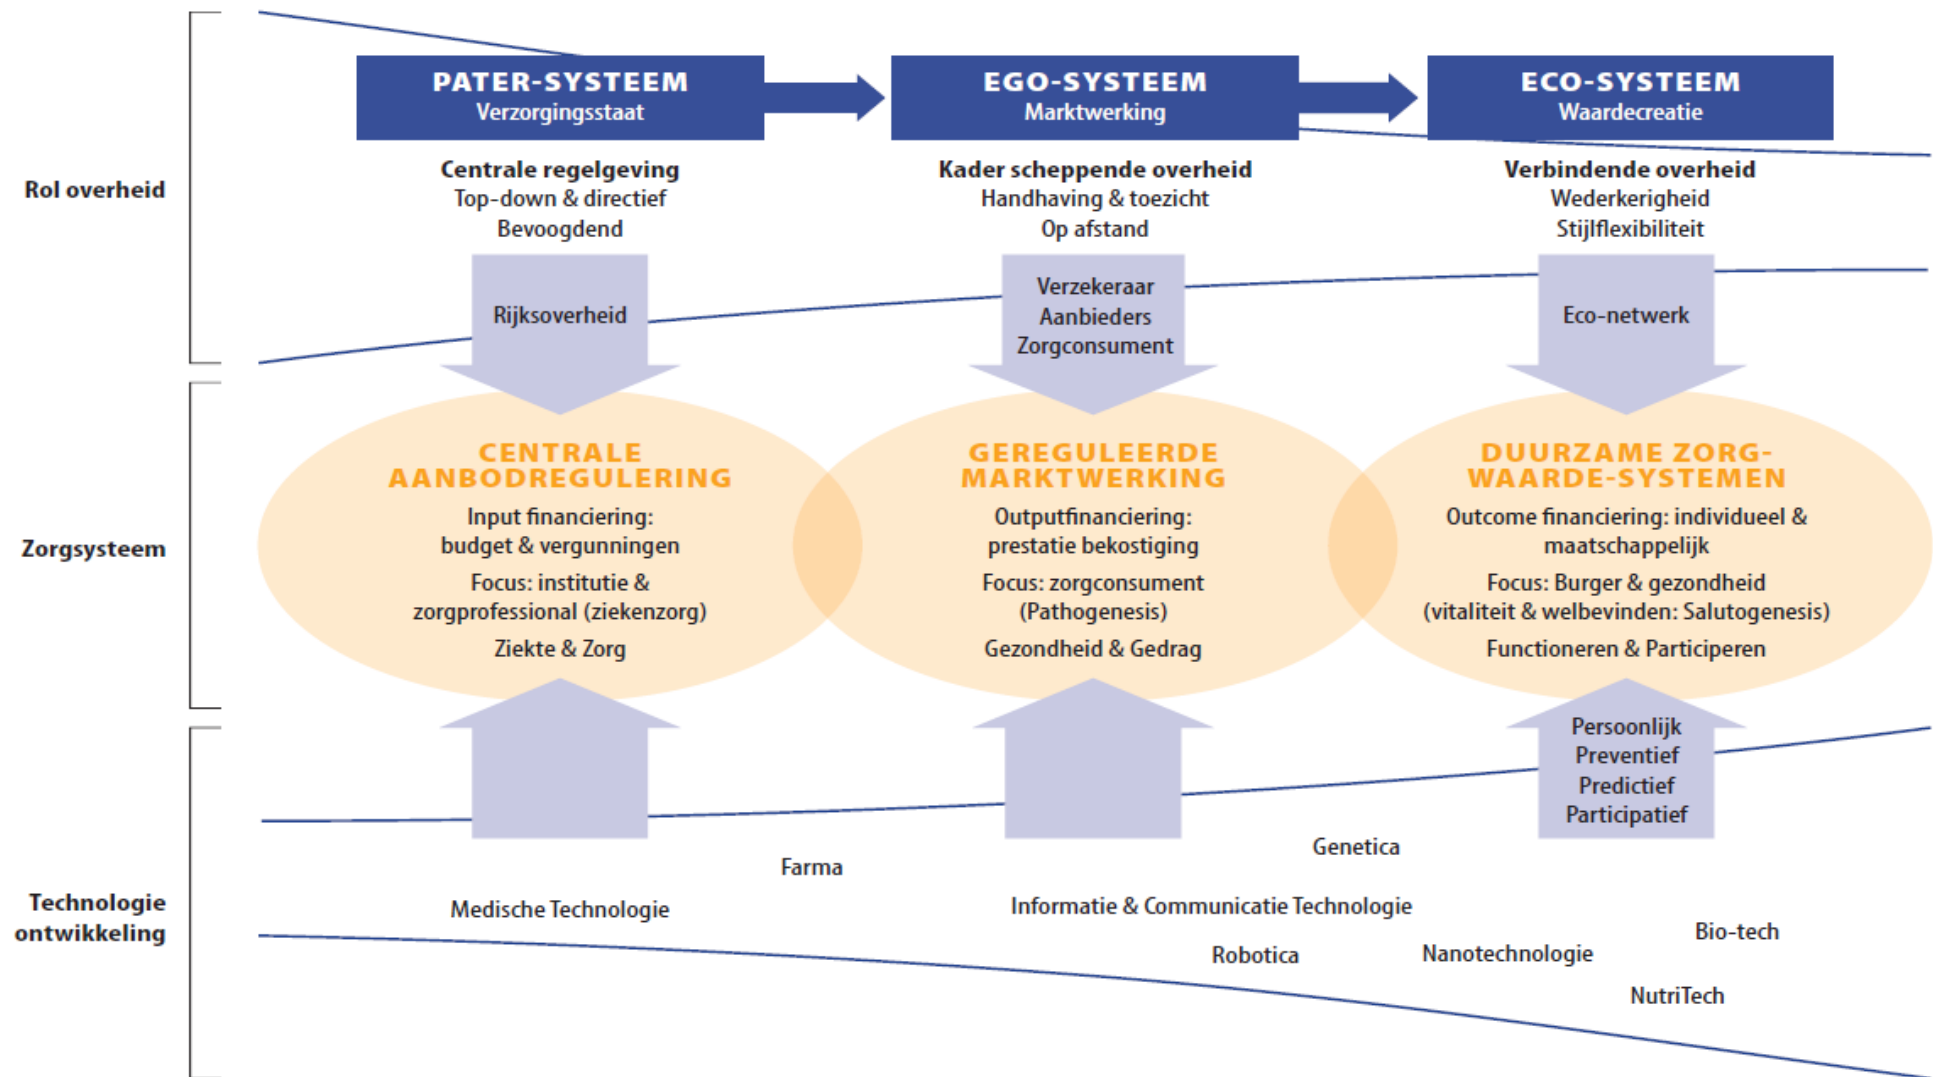 PATER-SYSTEEM
Verzorgingsstaat
EGO-SYSTEEM
Marktwerking
ECO-SYSTEEM
Waardecreatie
Rol overheid
Centrale regelgeving
Top-down & directief
Bevoogdend
Kader scheppende overheid
Handhaving & toezicht
Op afstand
Verbindende overheid
Wederkerigheid
Stijlflexibiliteit
Rijksoverheid
Verzekeraar
Aanbieders
Zorgconsument
Eco-netwerk
Zorgsysteem
CENTRALE
AANBODREGULERING
Input financiering:
budget & vergunningen
Focus: institutie &
zorgprofessional (ziekenzorg)
Ziekte & Zorg
GEREGULEERDE
MARKTWERKING
Outputfinanciering:
prestatie bekostiging
Focus: zorgconsument
(Pathogenesis)
Gezondheid & Gedrag
DUURZAME ZORG-
WAARDE-SYSTEMEN
Outcome financiering: individueel &
maatschappelijk
Focus: Burger & gezondheid
(vitaliteit & welbevinden: Salutogenesis)
Functioneren & Participeren
Persoonlijk
Preventief
Predictief
Participatief
Technologie
ontwikkeling
Medische Technologie
Farma
Genetica
Informatie & Communicatie Technologie
Robotica
Nanotechnologie
Bio-tech
NutriTech